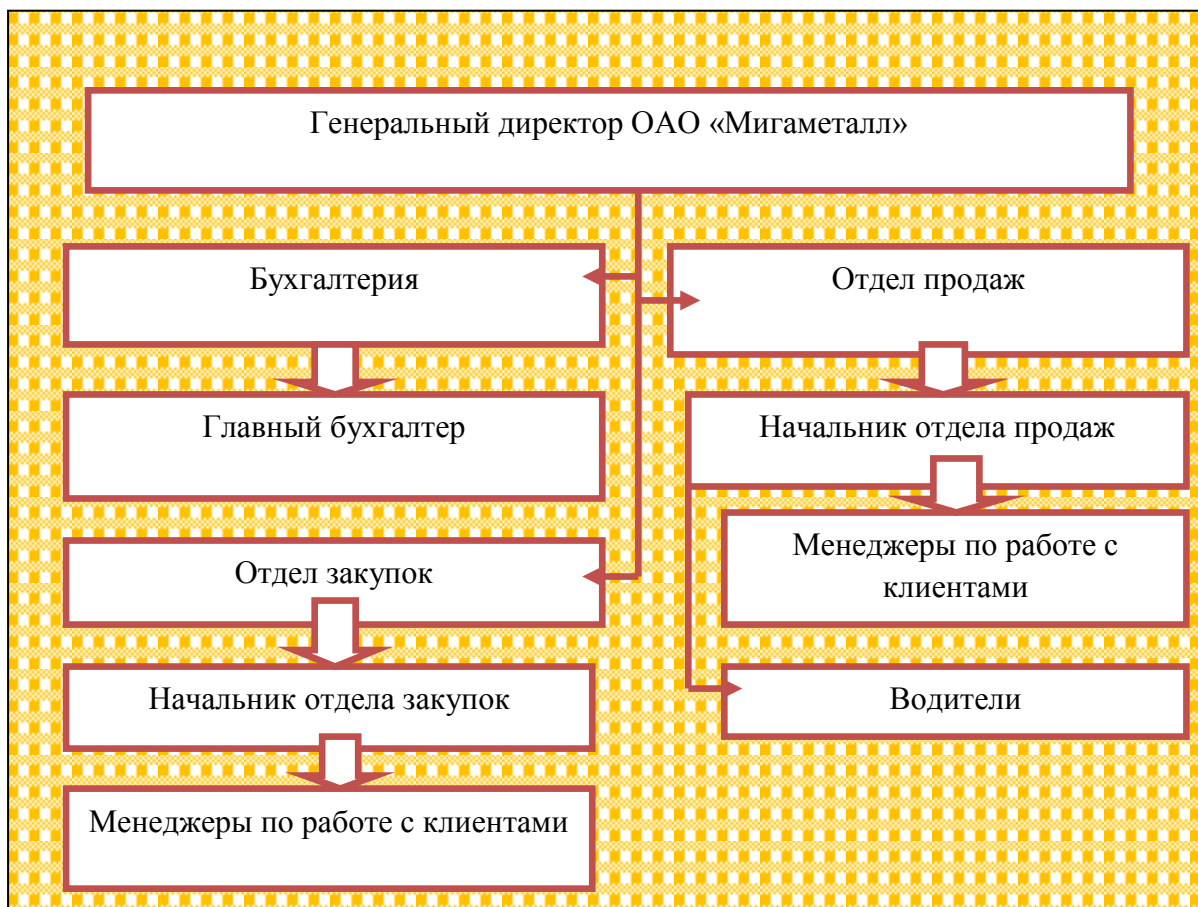 Генеральный директор ОАО «Мигаметалл»
Бухгалтерия
Отдел продаж
Главный бухгалтер
Начальник отдела продаж
Менеджеры по работе с
клиентами
Отдел закупок
Начальник отдела закупок
Водители
Менеджеры по работе с клиентами